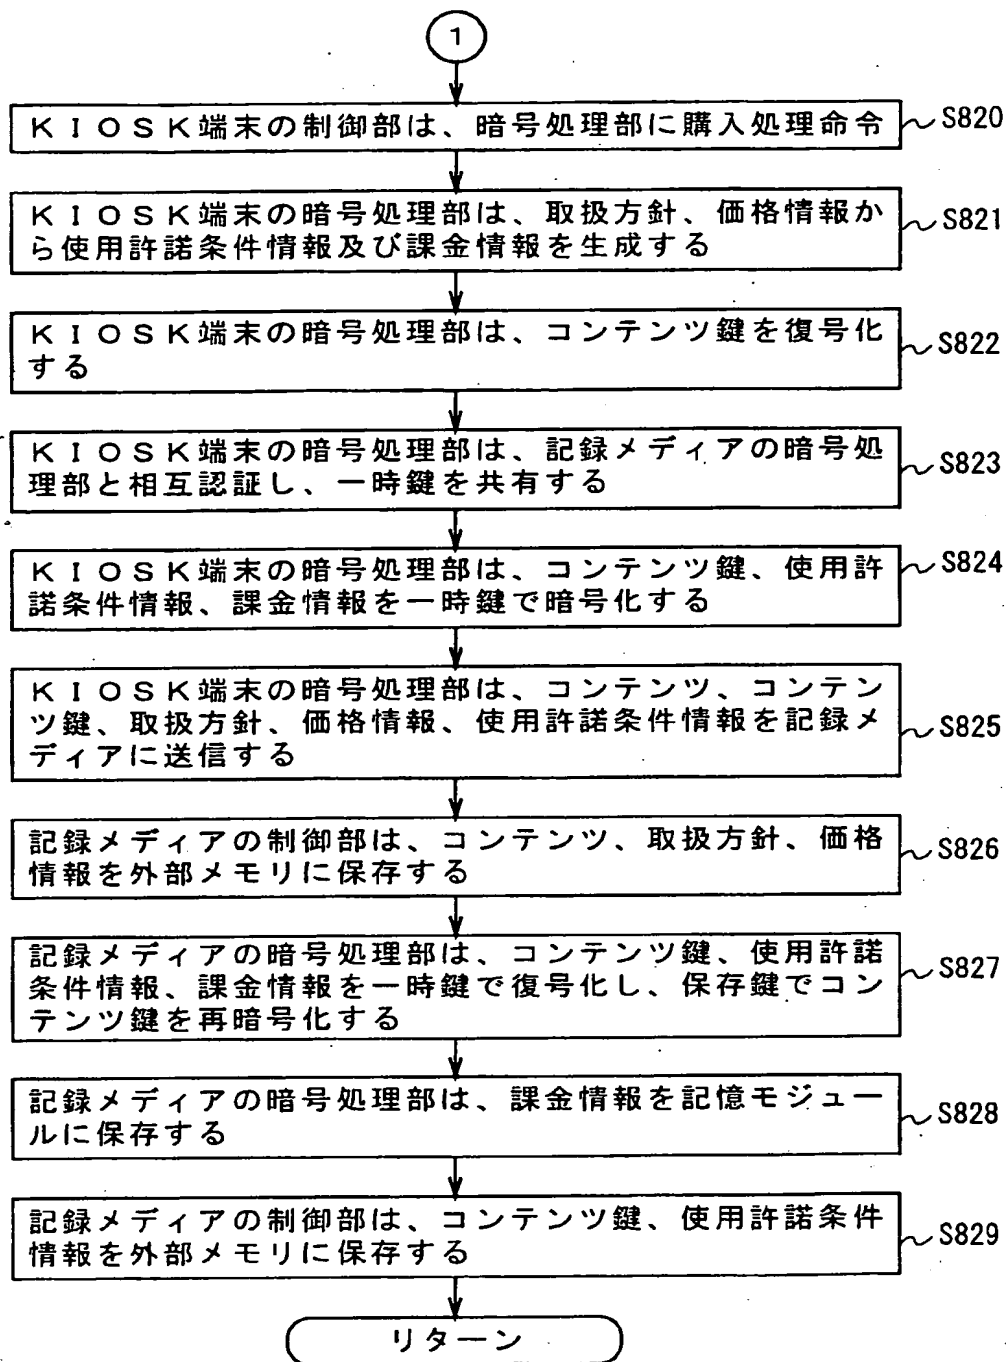 1
KIOSK端末の制御部は、暗号処理部に購入処理命令
S820
KIOSK端末の暗号処理部は、取扱方針、価格情報か
ら使用許諾条件情報及び課金情報を生成する
S821
KIOSK端末の暗号処理部は、コンテンツ鍵を復号化
する
S822
KIOSK端末の暗号処理部は、記録メディアの暗号処
理部と相互認証し、一時鍵を共有する
S823
KIOSK端末の暗号処理部は、コンテンツ鍵、使用許
諾条件情報、課金情報を一時鍵で暗号化する
S824
KIOSK端末の暗号処理部は、コンテンツ、コンテン
ツ鍵、取扱方針、価格情報、使用許諾条件情報を記録メ
ディアに送信する
S825
記録メディアの制御部は、コンテンツ、取扱方針、価格
情報を外部メモリに保存する
S826
記録メディアの暗号処理部は、コンテンツ鍵、使用許諾
条件情報、課金情報を一時鍵で復号化し、保存鍵でコン
テンツ鍵を再暗号化する
S827
記録メディアの暗号処理部は、課金情報を記憶モジュー
ルに保存する
S828
記録メディアの制御部は、コンテンツ鍵、使用許諾条件
情報を外部メモリに保存する
S829
リターン